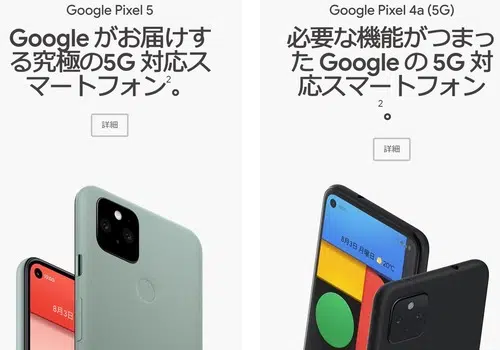 Google Pixel 5
Google がお届けす
る究極の5G 対応ス
マートフォン2。
詳細
8月3日
Google Pixel 4a (5G)
必要な機能がつまっ
た Google の 5G 対
応スマートフォン
2
。
詳細
8月3日 月曜日 20°C